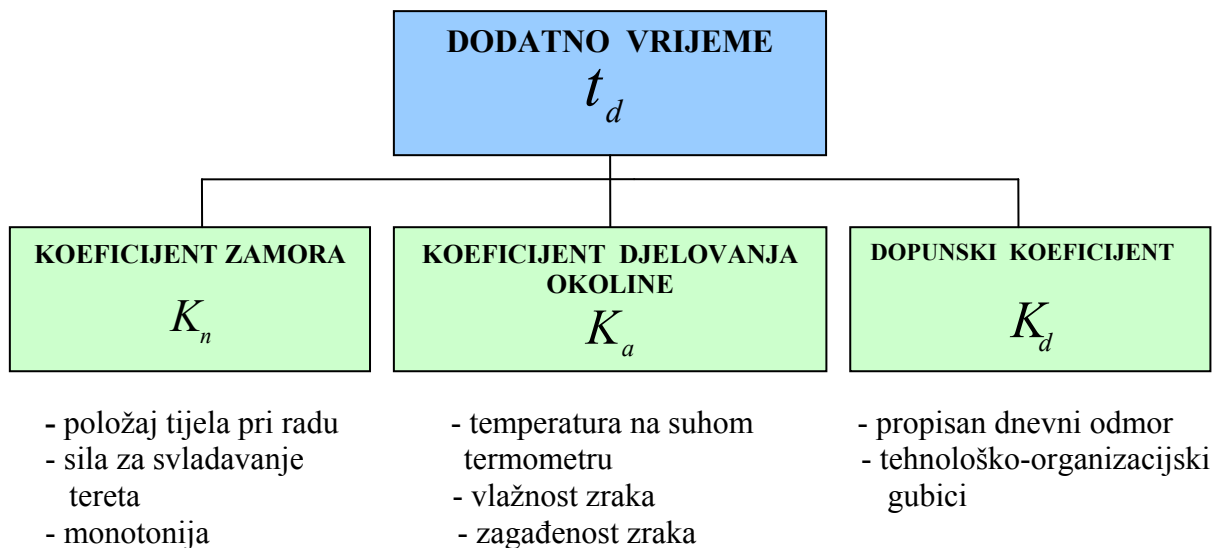 DODATNO VRIJEME
t_d
KOEFICIJENT ZAMORA
K_n
KOEFICIJENT DJELOVANJA
OKOLINE
K_a
DOPUNSKI KOEFICIJENT
K_d
- položaj tijela pri radu
- sila za svladavanje
tereta
- monotonija
- temperatura na suhom
termometru
- vlažnost zraka
- zagađenost zraka
- propisan dnevni odmor
- tehnološko-organizacijski
gubici